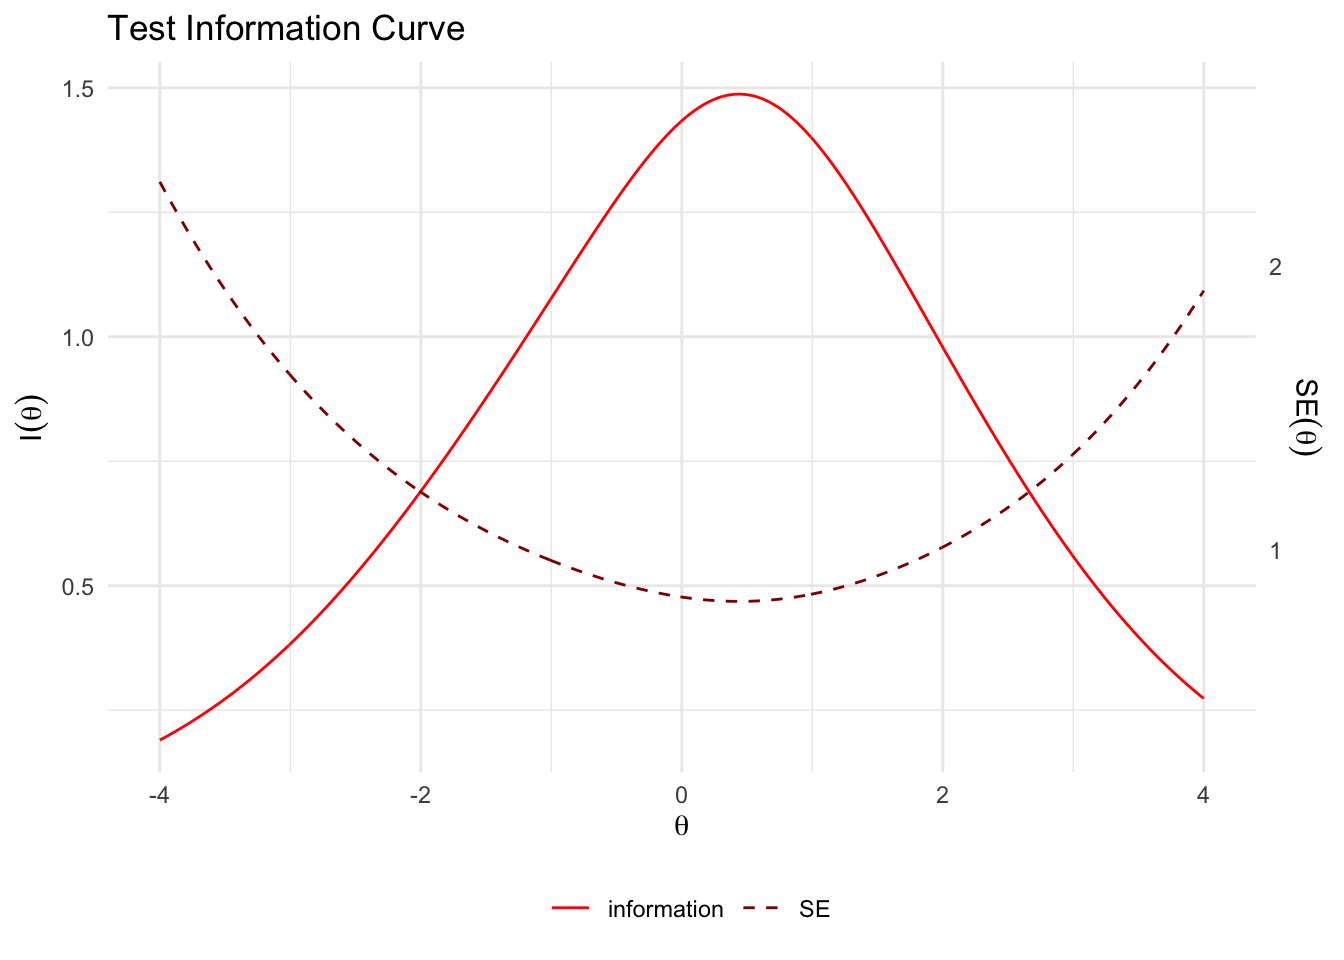 Test Information Curve
1.5
1.0
0.5
I(θ)
2
1
SE(θ)
-4 -2 0 2 4
θ
information SE